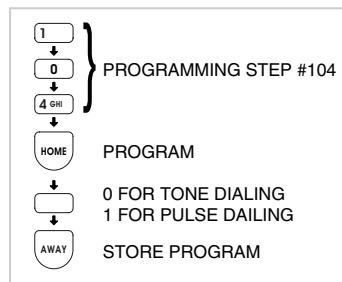 1
0
PROGRAMMING STEP #104
4 GHI
HOME PROGRAM
0 FOR TONE DIALING
1 FOR PULSE DAILING
AWAY STORE PROGRAM